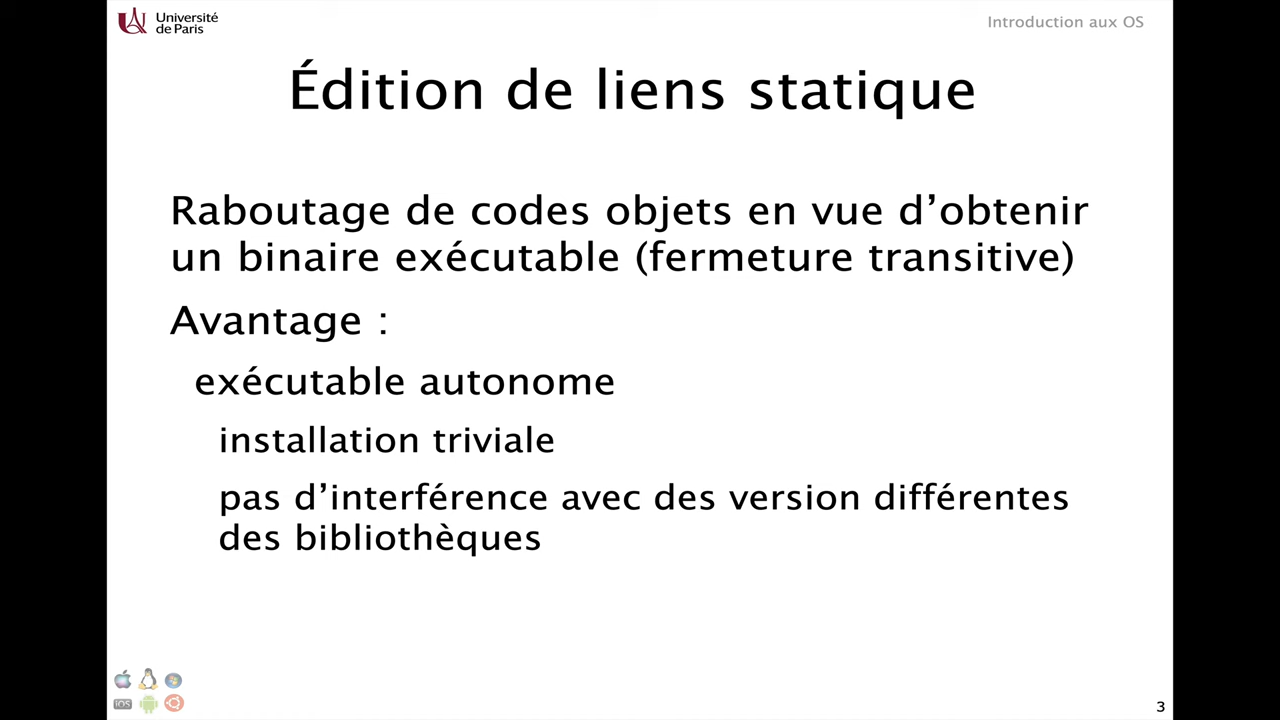 Université
de Paris
Introduction aux OS
Édition de liens statique
Raboutage de codes objets en vue d’obtenir
un binaire exécutable (fermeture transitive)
Avantage :
exécutable autonome
installation triviale
pas d’interférence avec des version différentes
des bibliothèques
iOS
3